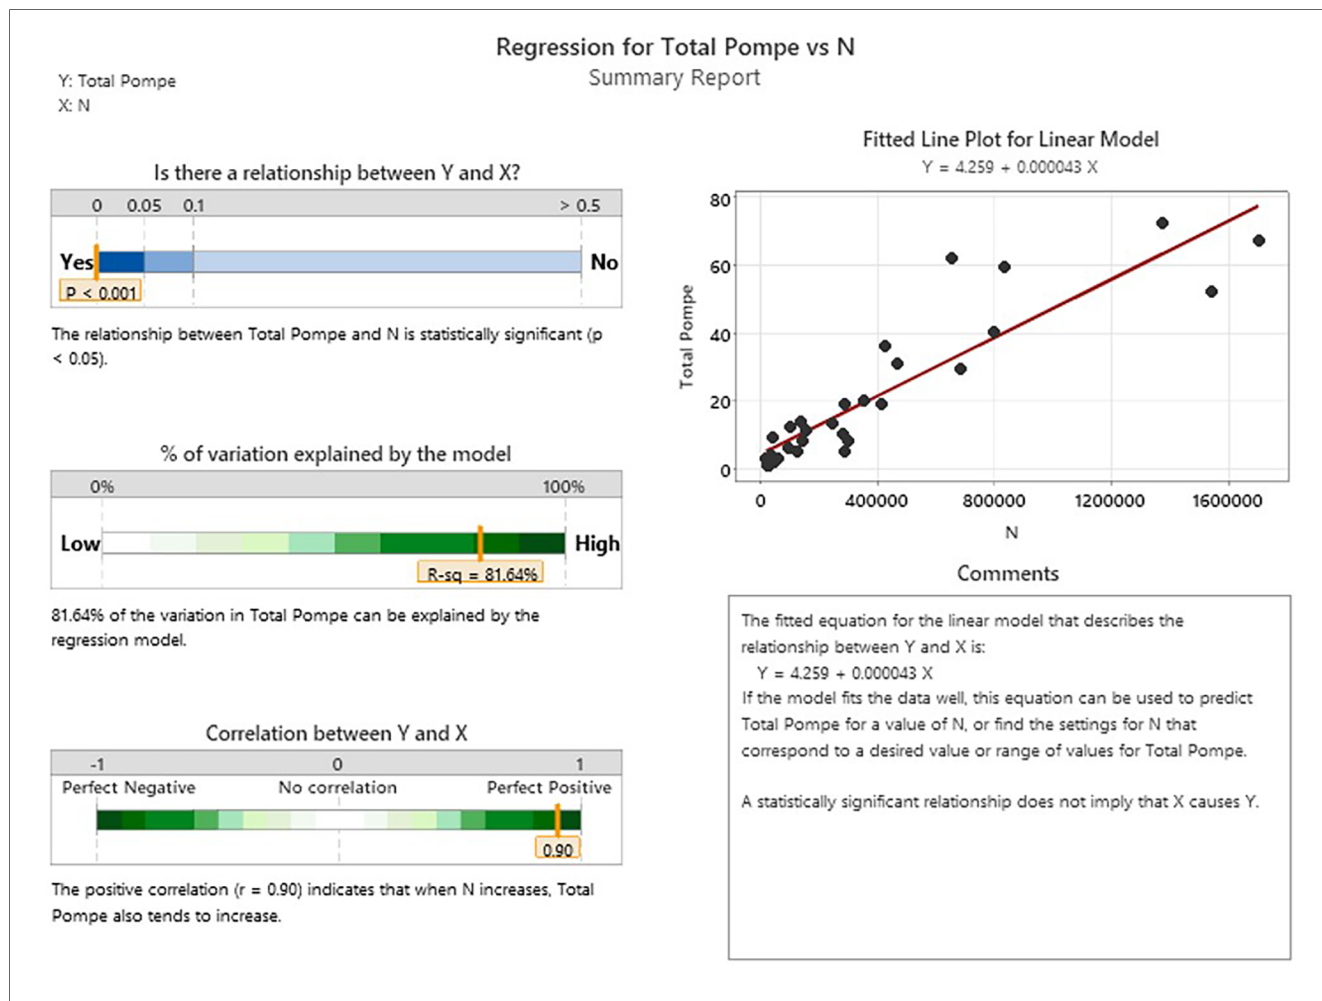 Regression for Total Pompe vs N
Summary Report
Y: Total Pompe
X: N
Is there a relationship between Y and X?
0 0.05 0.1 > 0.5
Yes No
P < 0.001
The relationship between Total Pompe and N is statistically significant (p
< 0.05).
% of variation explained by the model
0% 100%
Low High
R-sq = 81.64%
81.64% of the variation in Total Pompe can be explained by the
regression model.
Correlation between Y and X
-1 0 1
Perfect Negative No correlation Perfect Positive
0.90
The positive correlation (r = 0.90) indicates that when N increases, Total
Pompe also tends to increase.
Fitted Line Plot for Linear Model
Y = 4.259 + 0.000043 X
80
60
40
20
0
Total Pompe
0 400000 800000 1200000 1600000
N
Comments
The fitted equation for the linear model that describes the
relationship between Y and X is:
Y = 4.259 + 0.000043 X
If the model fits the data well, this equation can be used to predict
Total Pompe for a value of N, or find the settings for N that
correspond to a desired value or range of values for Total Pompe.
A statistically significant relationship does not imply that X causes Y.